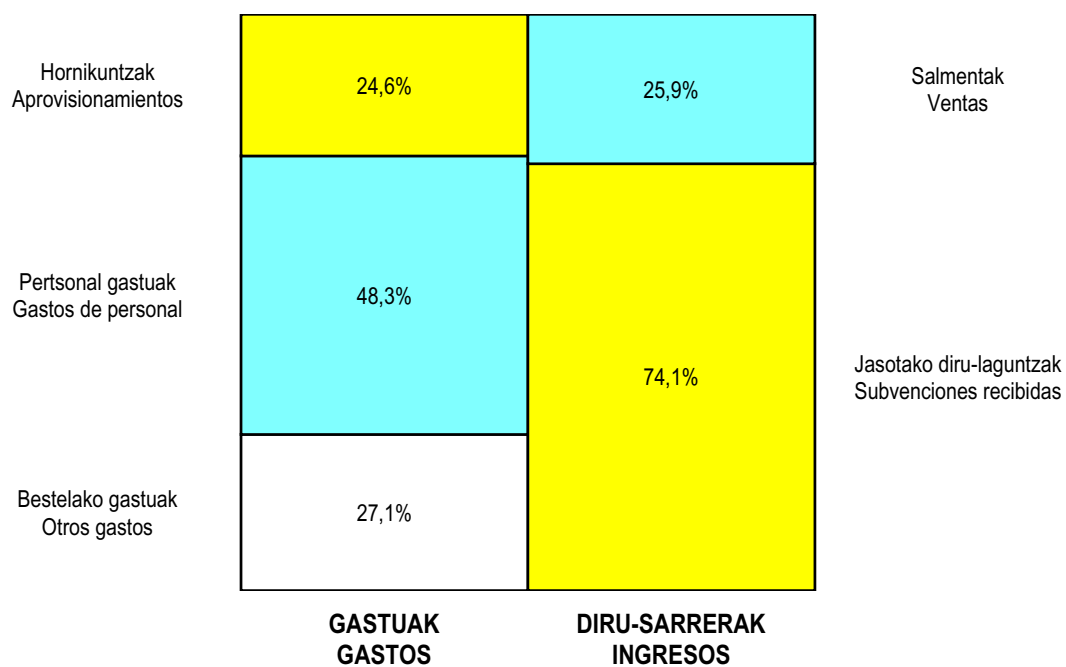 Hornikuntzak
Aprovisionamientos
24,6%
25,9%
Salmentak
Ventas
Pertsonal gastuak
Gastos de personal
48,3%
74,1%
Jasotako diru-laguntzak
Subvenciones recibidas
Bestelako gastuak
Otros gastos
27,1%
GASTUAK
GASTOS
DIRU-SARRERAK
INGRESOS